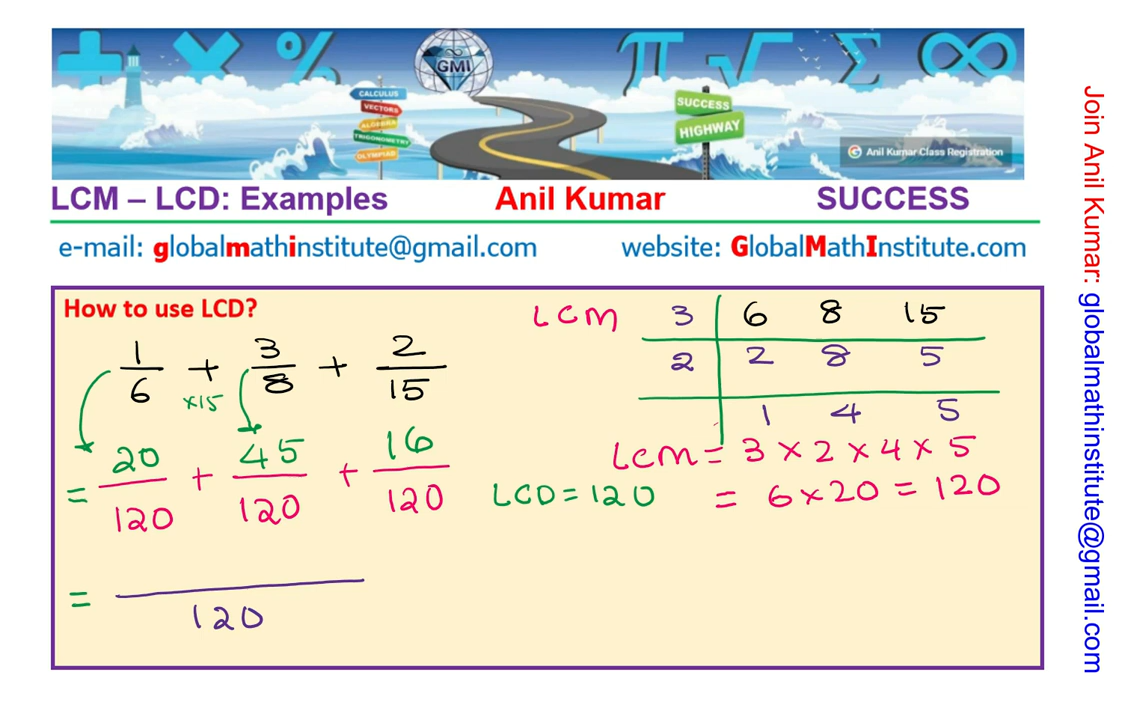 GMI
CALCULUS
VECTORS
ALGEBRA
TRIGONOMETRY
OLYMPIAD
SUCCESS
HIGHWAY
Anil Kumar Class Registration
LCM – LCD: Examples Anil Kumar SUCCESS
e-mail: globalmathinstitute@gmail.com website: GlobalMathInstitute.com
Join Anil Kumar: globalmathinstitute@gmail.com
How to use LCD?
1/6 + 3/8 + 2/15
×15
= 20/120 + 45/120 + 16/120
= /120
LCM 3 | 6 8 15
2 | 2 8 5
1 4 5
LCM = 3 × 2 × 4 × 5
LCD = 120 = 6 × 20 = 120